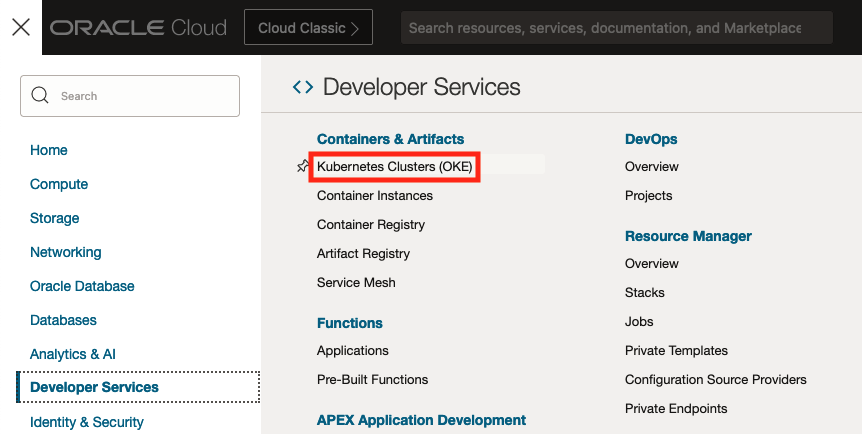 ORACLE Cloud
Cloud Classic >
Search resources, services, documentation, and Marketplace
Search
Home
Compute
Storage
Networking
Oracle Database
Databases
Analytics & AI
Developer Services
Identity & Security
Developer Services
Containers & Artifacts
Kubernetes Clusters (OKE)
Container Instances
Container Registry
Artifact Registry
Service Mesh
Functions
Applications
Pre-Built Functions
APEX Application Development
DevOps
Overview
Projects
Resource Manager
Overview
Stacks
Jobs
Private Templates
Configuration Source Providers
Private Endpoints